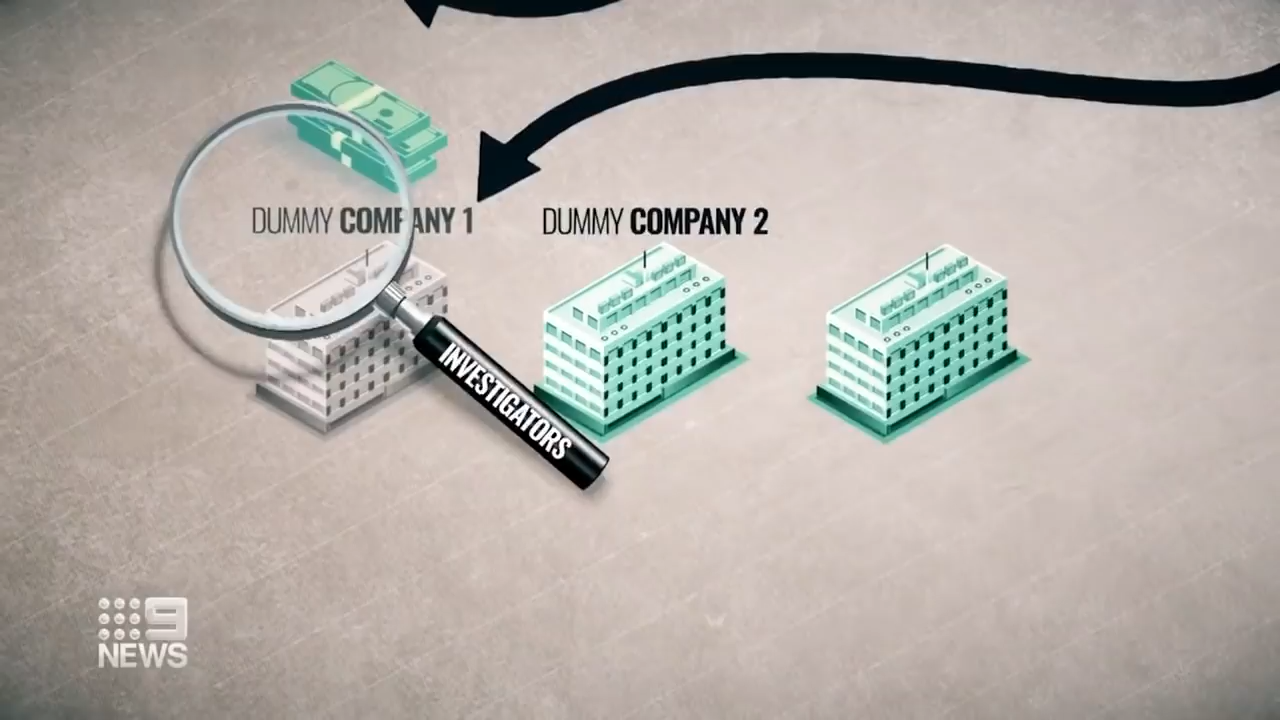 DUMMY COMPANY 1
DUMMY COMPANY 2
INVESTIGATORS
9
NEWS